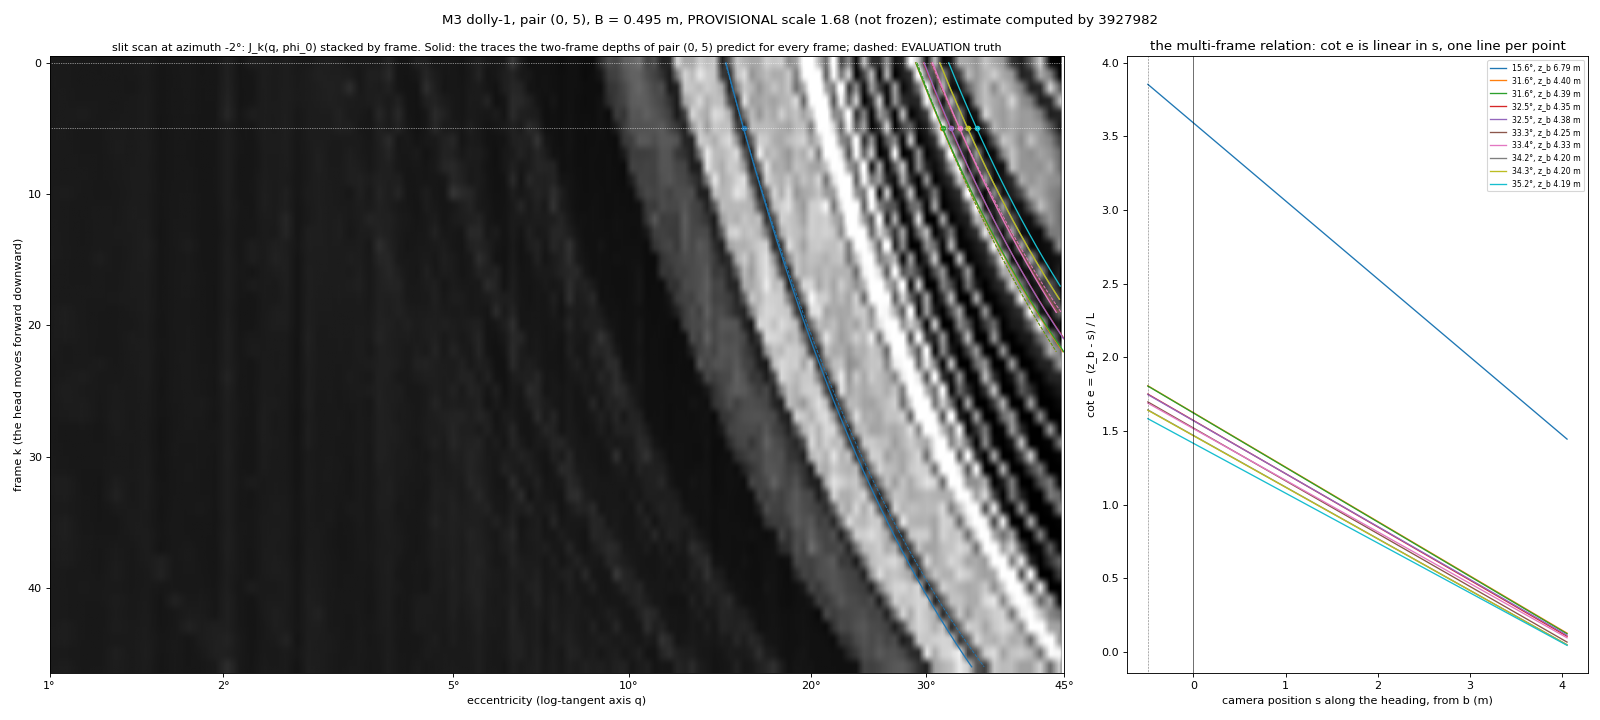 M3 dolly-1, pair (0, 5), B = 0.495 m, PROVISIONAL scale 1.68 (not frozen); estimate computed by 3927982
slit scan at azimuth -2°: J_k(q, phi_0) stacked by frame. Solid: the traces the two-frame depths of pair (0, 5) predict for every frame; dashed: EVALUATION truth
0
10
20
30
40
frame k (the head moves forward downward)
1°
2°
5°
10°
20°
30°
45°
eccentricity (log-tangent axis q)
the multi-frame relation: cot e is linear in s, one line per point
4.0
3.5
3.0
2.5
2.0
1.5
1.0
0.5
0.0
cot e = (z_b - s) / L
15.6°, z_b 6.79 m
31.6°, z_b 4.40 m
31.6°, z_b 4.39 m
32.5°, z_b 4.35 m
32.5°, z_b 4.38 m
33.3°, z_b 4.25 m
33.4°, z_b 4.33 m
34.2°, z_b 4.20 m
34.3°, z_b 4.20 m
35.2°, z_b 4.19 m
0
1
2
3
4
camera position s along the heading, from b (m)